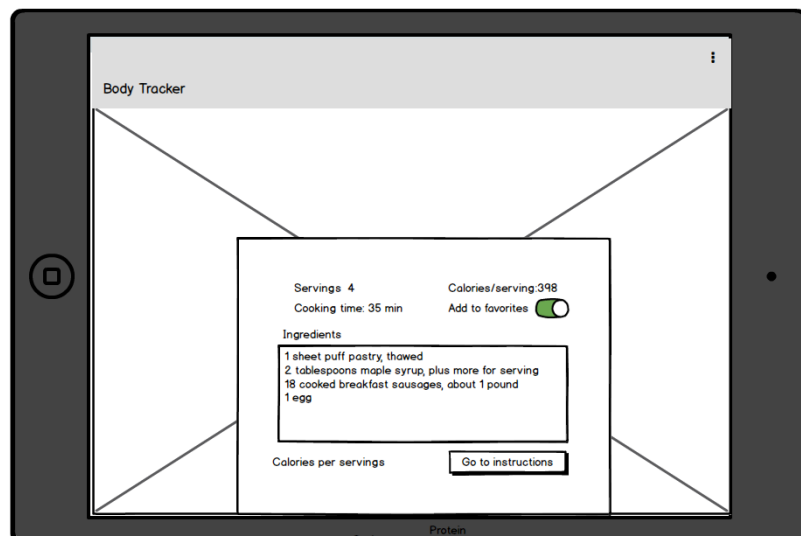 Body Tracker
Servings 4
Calories/serving:398
Cooking time: 35 min
Add to favorites
Ingredients
1 sheet puff pastry, thawed
2 tablespoons maple syrup, plus more for serving
18 cooked breakfast sausages, about 1 pound
1 egg
Calories per servings
Go to instructions
Protein